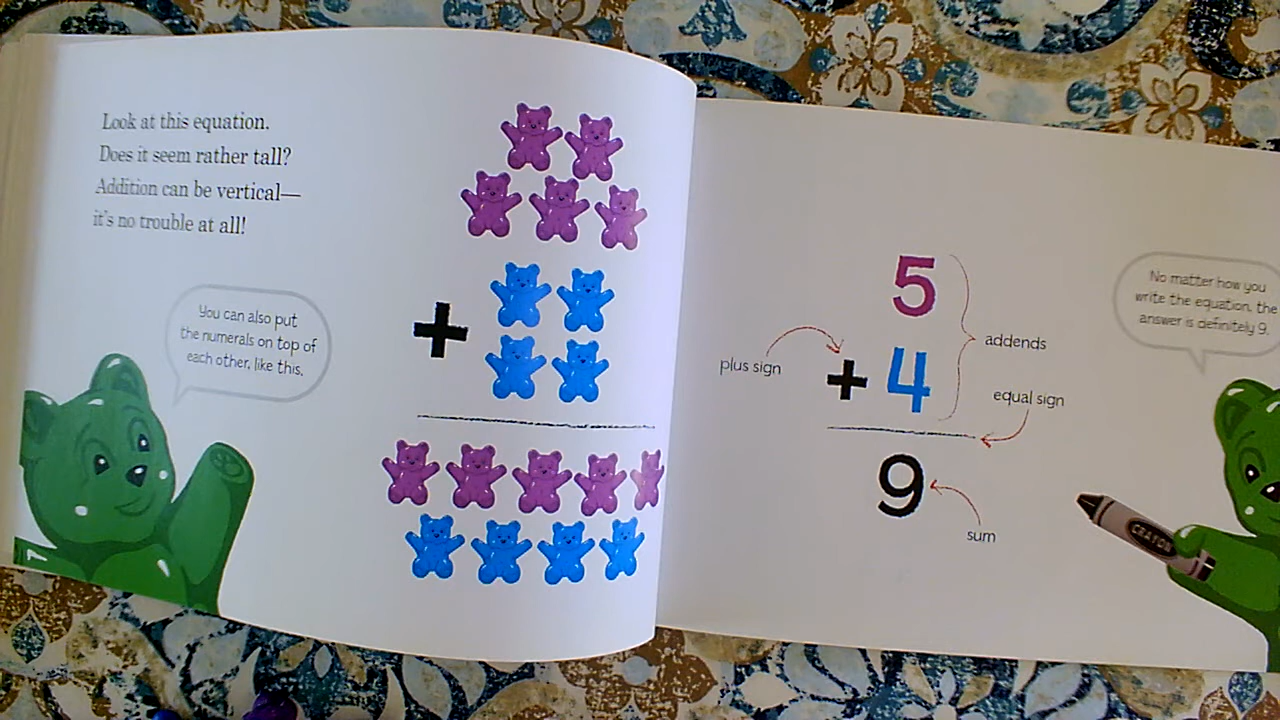 Look at this equation.
Does it seem rather tall?
Addition can be vertical—
it's no trouble at all!
You can also put
the numerals on top of
each other, like this.
+
5
+ 4
9
plus sign
addends
equal sign
sum
No matter how you
write the equation, the
answer is definitely 9.